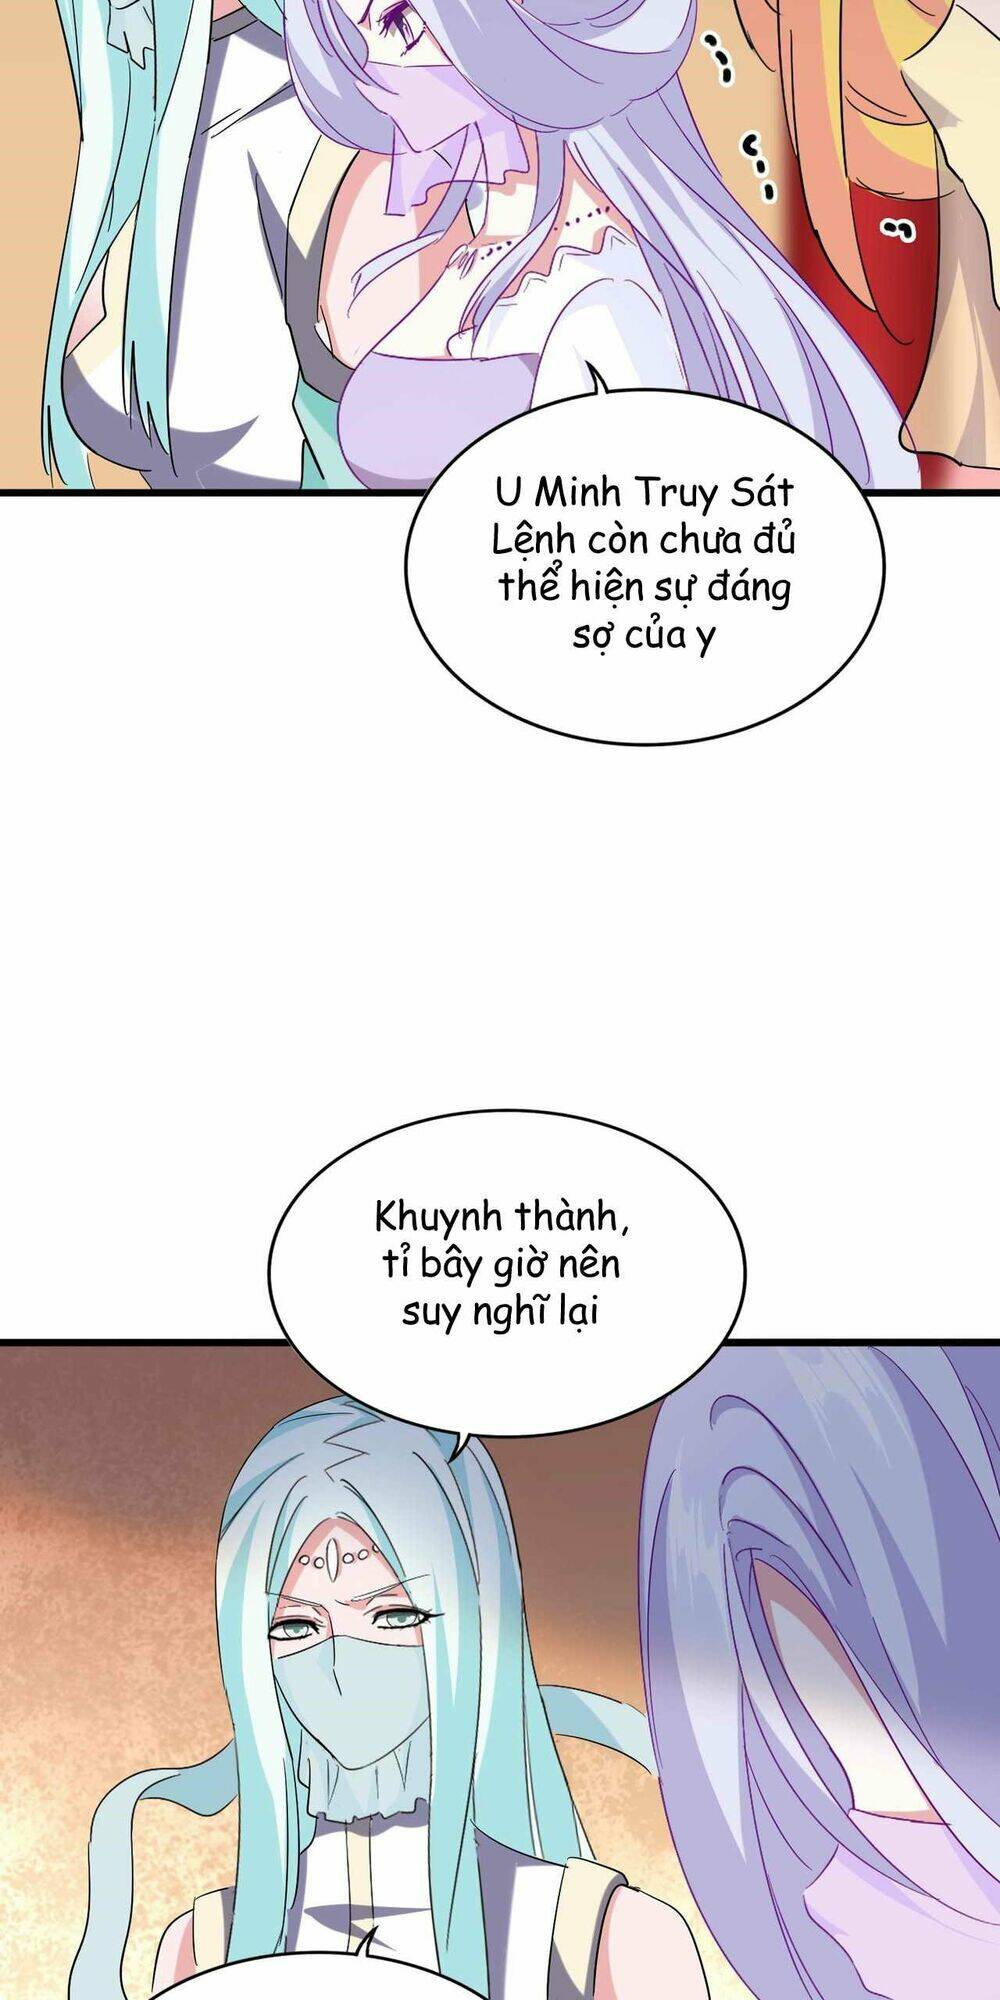 U Minh Truy Sát
Lệnh còn chưa đủ
thể hiện sự đáng
sợ của y
Khuynh thành,
tỉ bây giờ nên
suy nghĩ lại